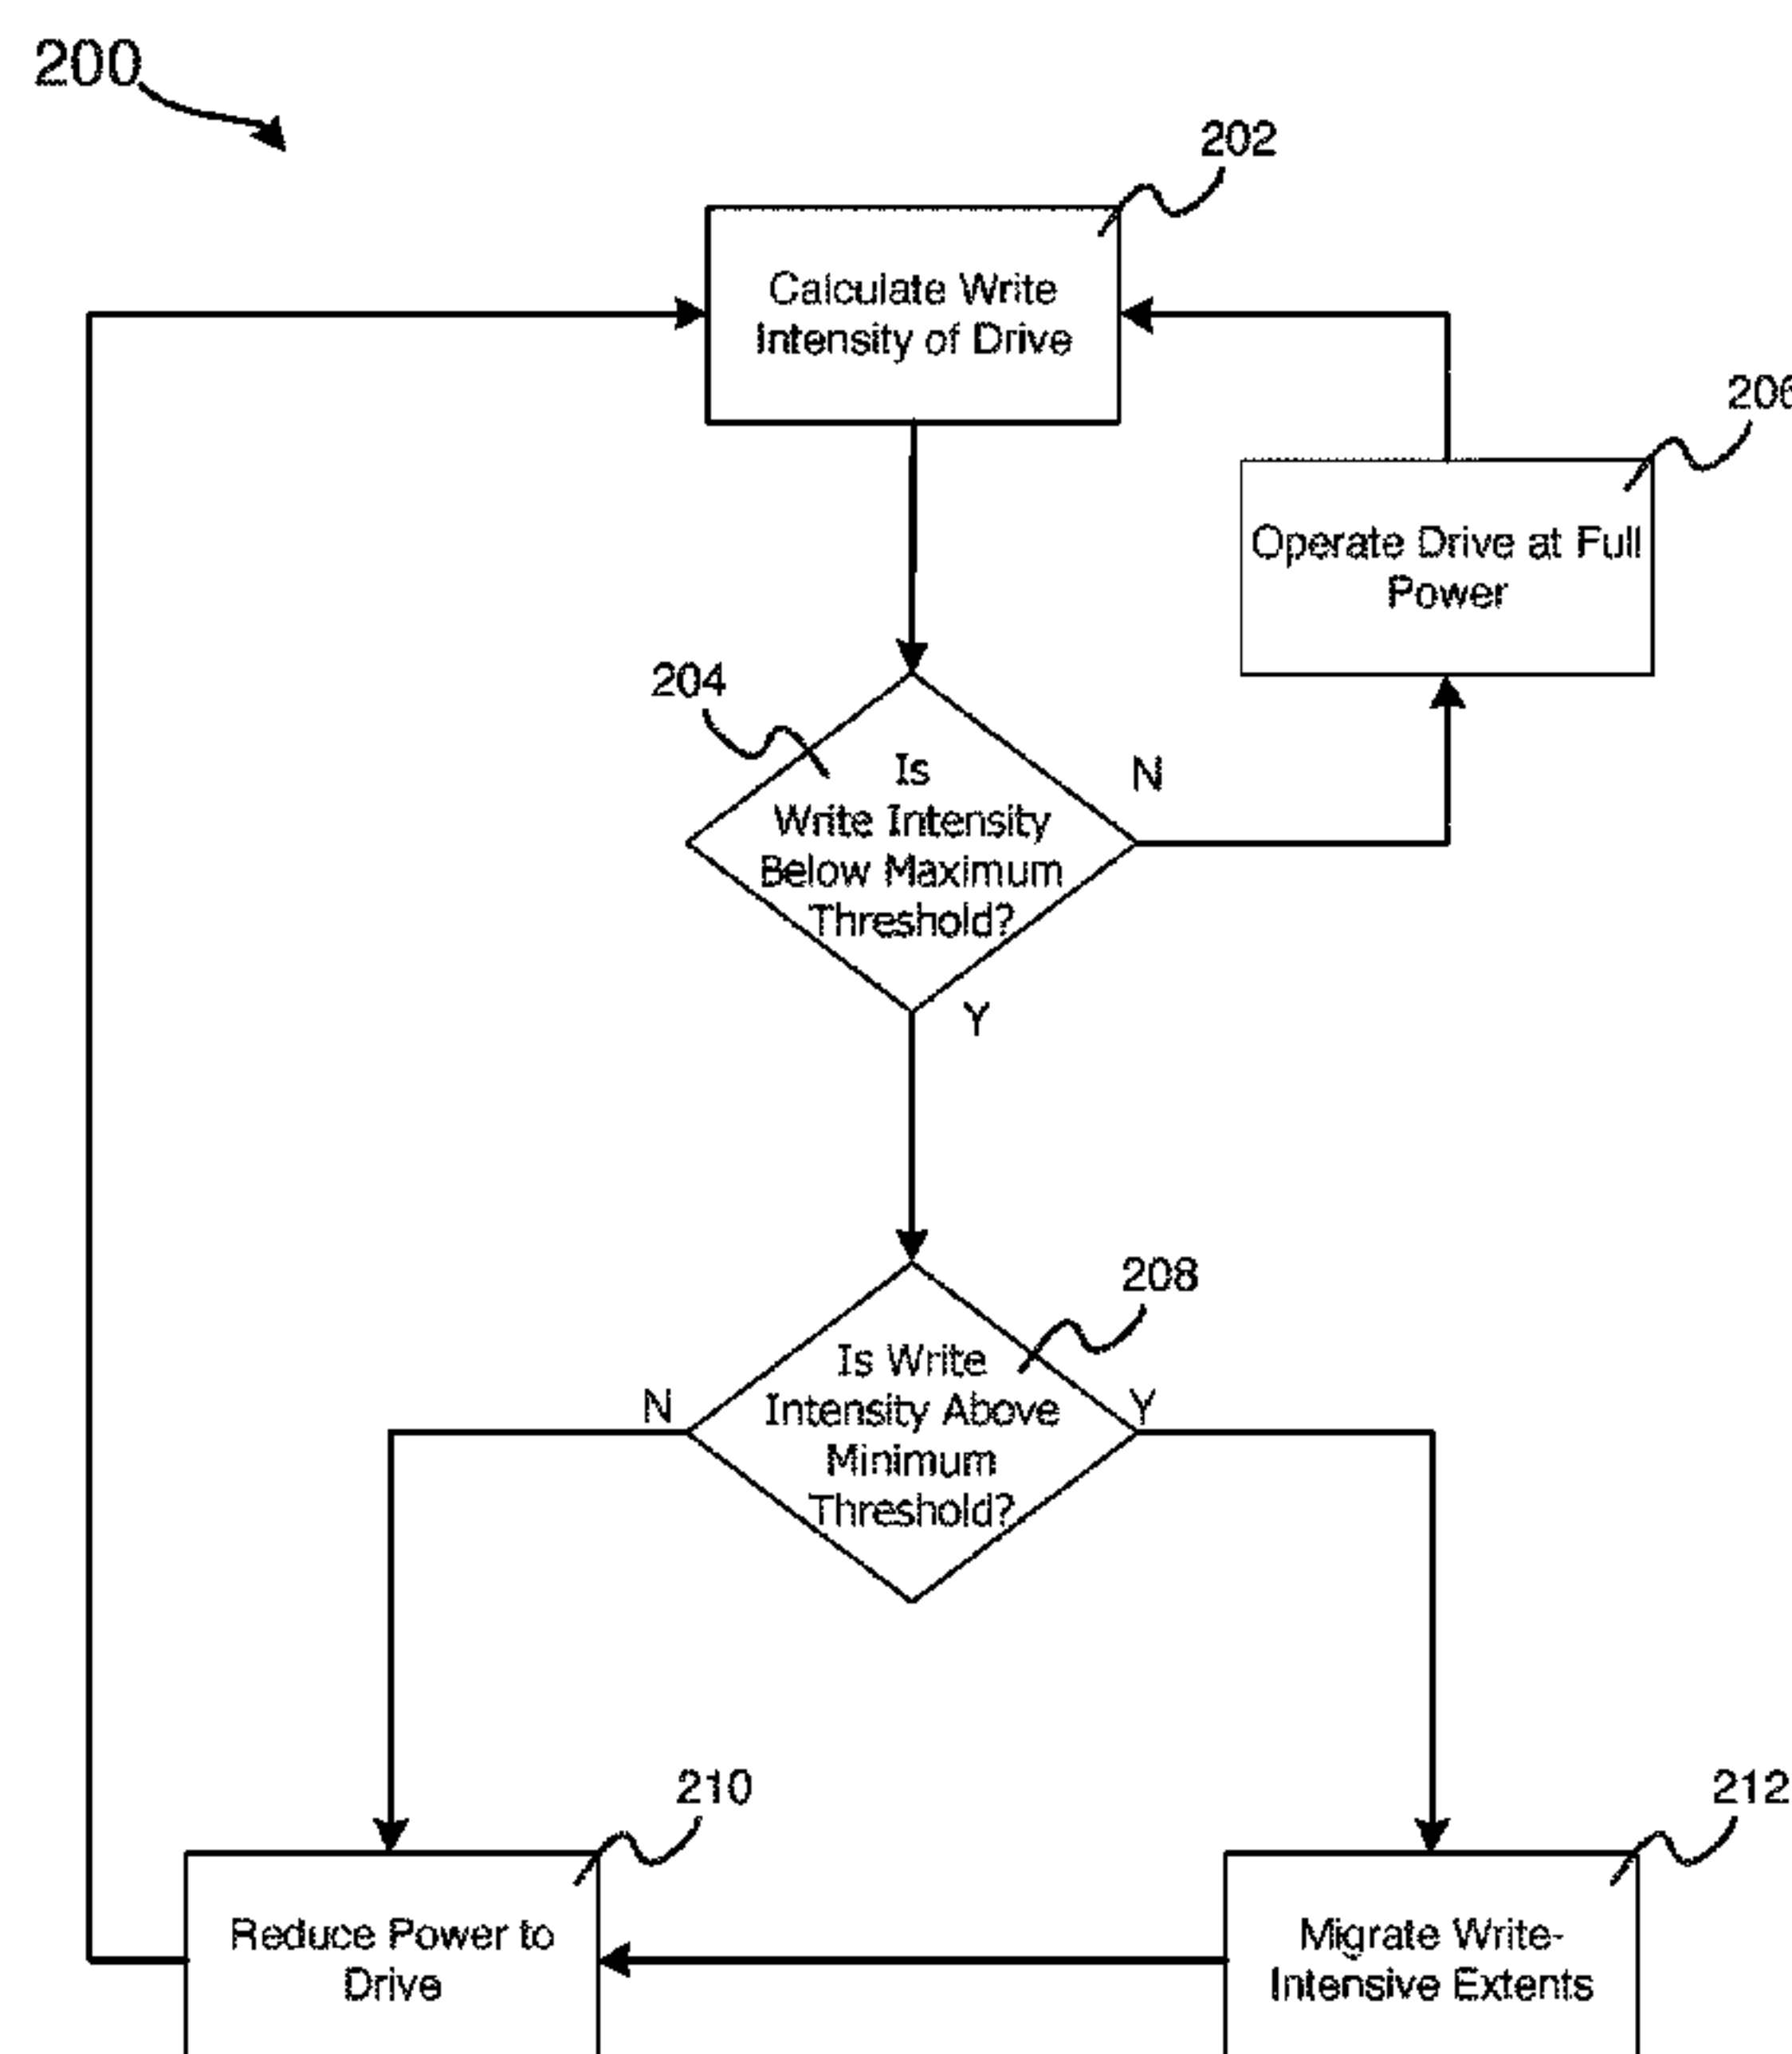 200
202
Calculate Write
Intensity of Drive
206
Operate Drive at Full
Power
204
Is
Write Intensity
Below Maximum
Threshold?
N
Y
208
Is Write
Intensity Above
Minimum
Threshold?
N
Y
210
Reduce Power to
Drive
212
Migrate Write-
Intensive Extents